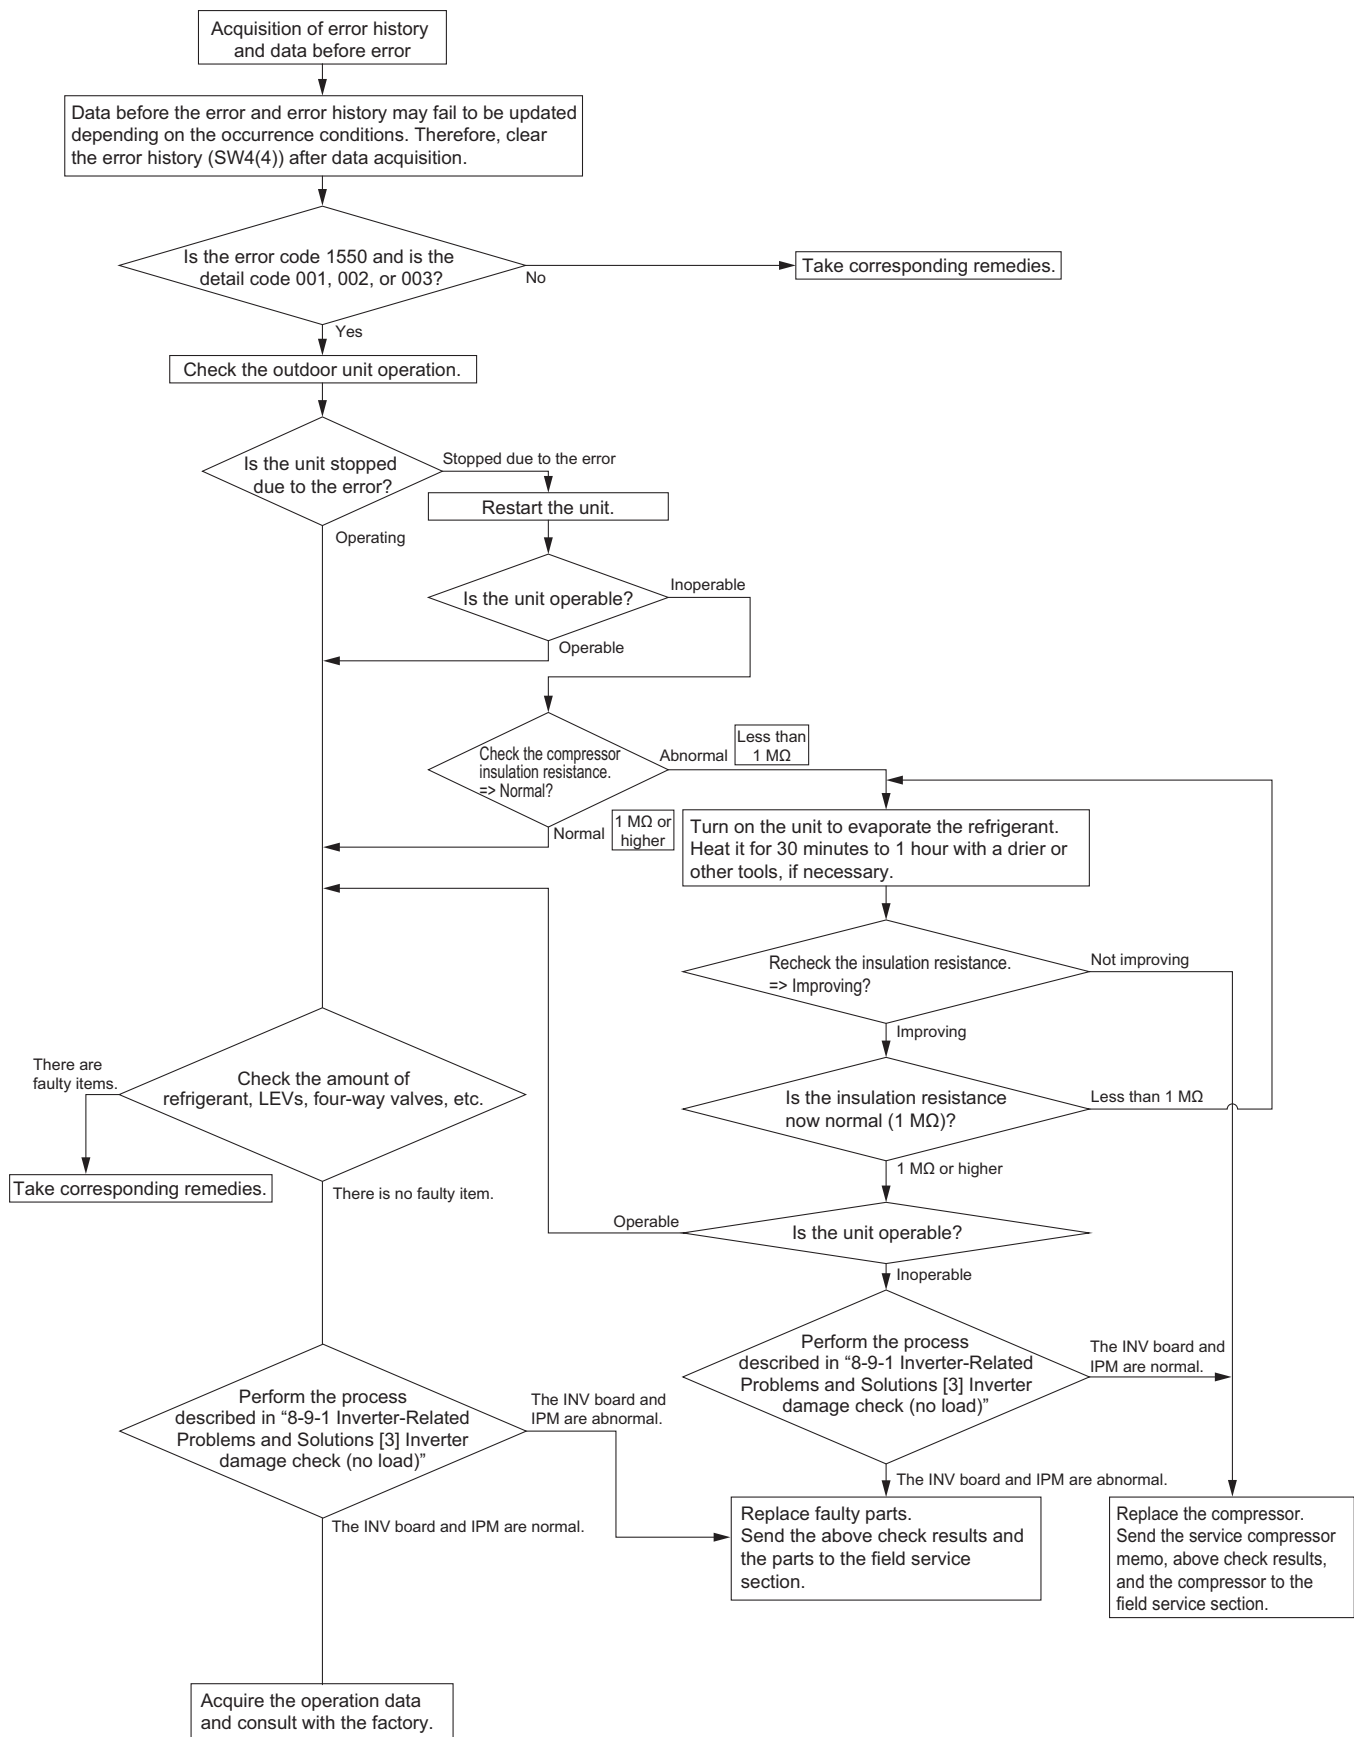 Acquisition of error history
and data before error
Data before the error and error history may fail to be updated
depending on the occurrence conditions. Therefore, clear
the error history (SW4(4)) after data acquisition.
Is the error code 1550 and is the
detail code 001, 002, or 003?
No
Take corresponding remedies.
Yes
Check the outdoor unit operation.
Is the unit stopped
due to the error?
Stopped due to the error
Restart the unit.
Operating
Is the unit operable?
Inoperable
Operable
Check the compressor
insulation resistance.
=> Normal?
Abnormal
Less than
1 MΩ
Normal
1 MΩ or
higher
Turn on the unit to evaporate the refrigerant.
Heat it for 30 minutes to 1 hour with a drier or
other tools, if necessary.
Recheck the insulation resistance.
=> Improving?
Not improving
Improving
There are
faulty items.
Check the amount of
refrigerant, LEVs, four-way valves, etc.
Is the insulation resistance
now normal (1 MΩ)?
Less than 1 MΩ
1 MΩ or higher
Take corresponding remedies.
There is no faulty item.
Operable
Is the unit operable?
Inoperable
Perform the process
described in “8-9-1 Inverter-Related
Problems and Solutions [3] Inverter
damage check (no load)”
The INV board and
IPM are normal.
Perform the process
described in “8-9-1 Inverter-Related
Problems and Solutions [3] Inverter
damage check (no load)”
The INV board and
IPM are abnormal.
The INV board and IPM are abnormal.
The INV board and IPM are normal.
Replace faulty parts.
Send the above check results and
the parts to the field service
section.
Replace the compressor.
Send the service compressor
memo, above check results,
and the compressor to the
field service section.
Acquire the operation data
and consult with the factory.